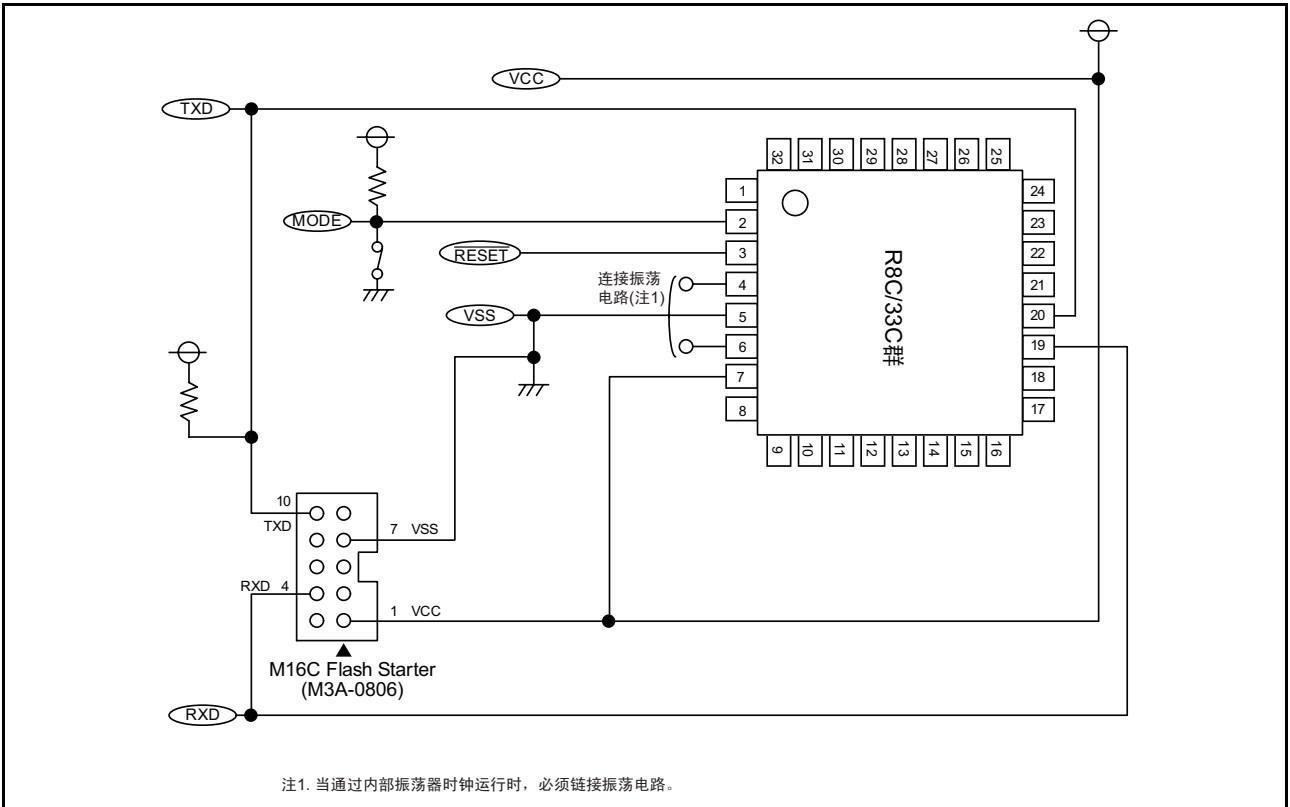 VCC
TXD
32 31 30 29 28 27 26 25
1
2
3
4
5
6
7
8
24
23
22
21
20
19
18
17
9 10 11 12 13 14 15 16
R8C/33C群
MODE
RESET
连接振荡
电路(注1)
VSS
10
TXD
7 VSS
RXD 4
1 VCC
M16C Flash Starter
(M3A-0806)
RXD
注1. 当通过内部振荡器时钟运行时，必须链接振荡电路。